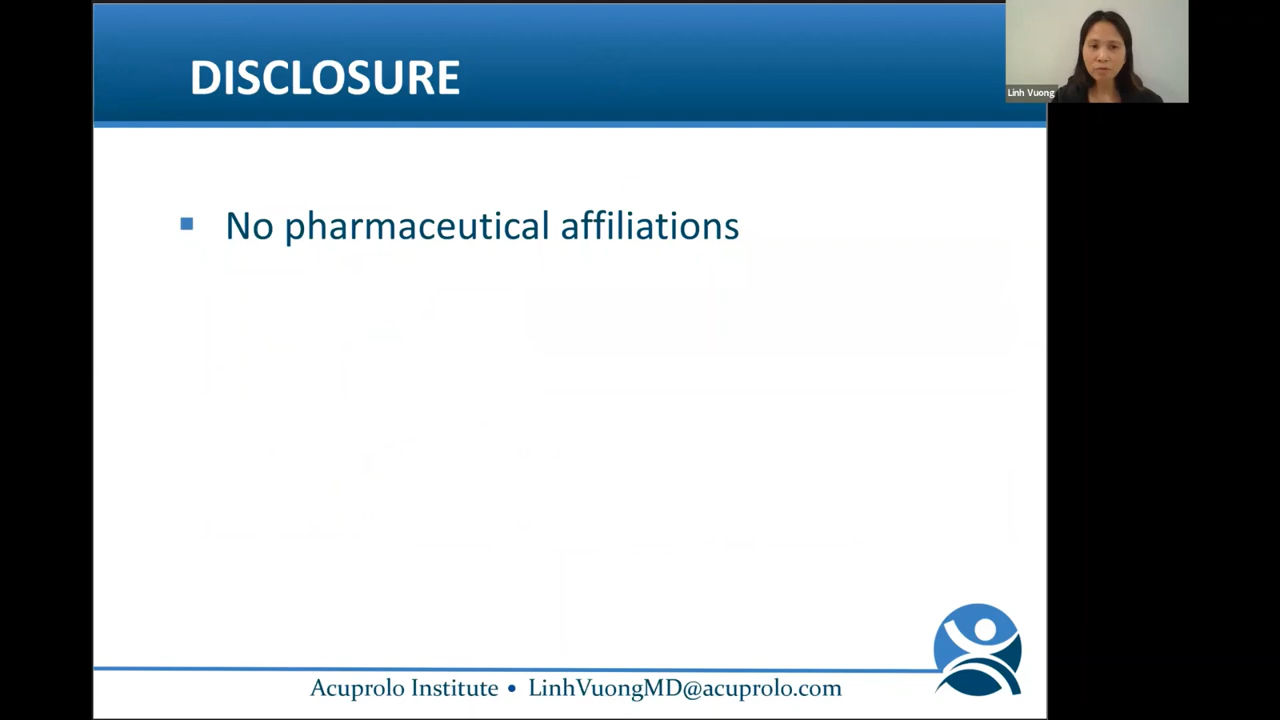 DISCLOSURE
Linh Vuong
▪ No pharmaceutical affiliations
Acuprolo Institute • LinhVuongMD@acuprolo.com